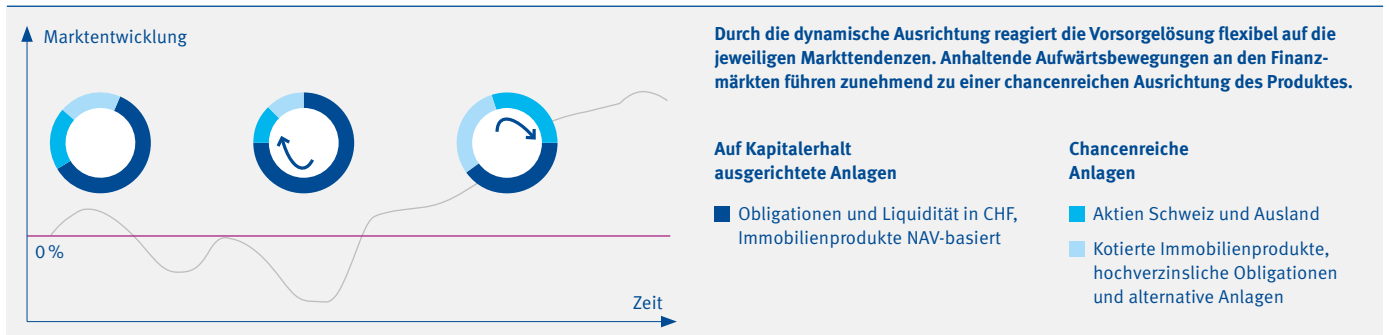 Marktentwicklung
0 %
Zeit
Durch die dynamische Ausrichtung reagiert die Vorsorgelösung flexibel auf die
jeweiligen Markttendenzen. Anhaltende Aufwärtsbewegungen an den Finanz-
märkten führen zunehmend zu einer chancenreichen Ausrichtung des Produktes.
Auf Kapitalerhalt
ausgerichtete Anlagen
Obligationen und Liquidität in CHF,
Immobilienprodukte NAV-basiert
Chancenreiche
Anlagen
Aktien Schweiz und Ausland
Kotierte Immobilienprodukte,
hochverzinsliche Obligationen
und alternative Anlagen